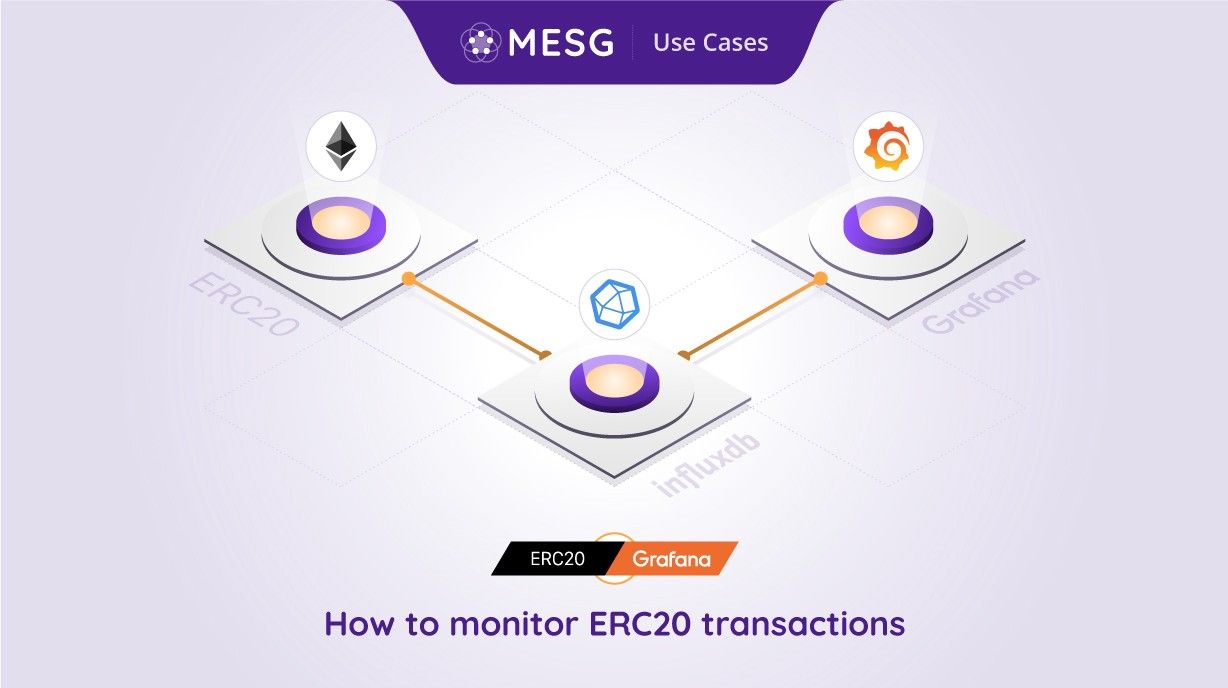 MESG | Use Cases
ERC20
Grafana
influxdb
ERC20 Grafana
How to monitor ERC20 transactions